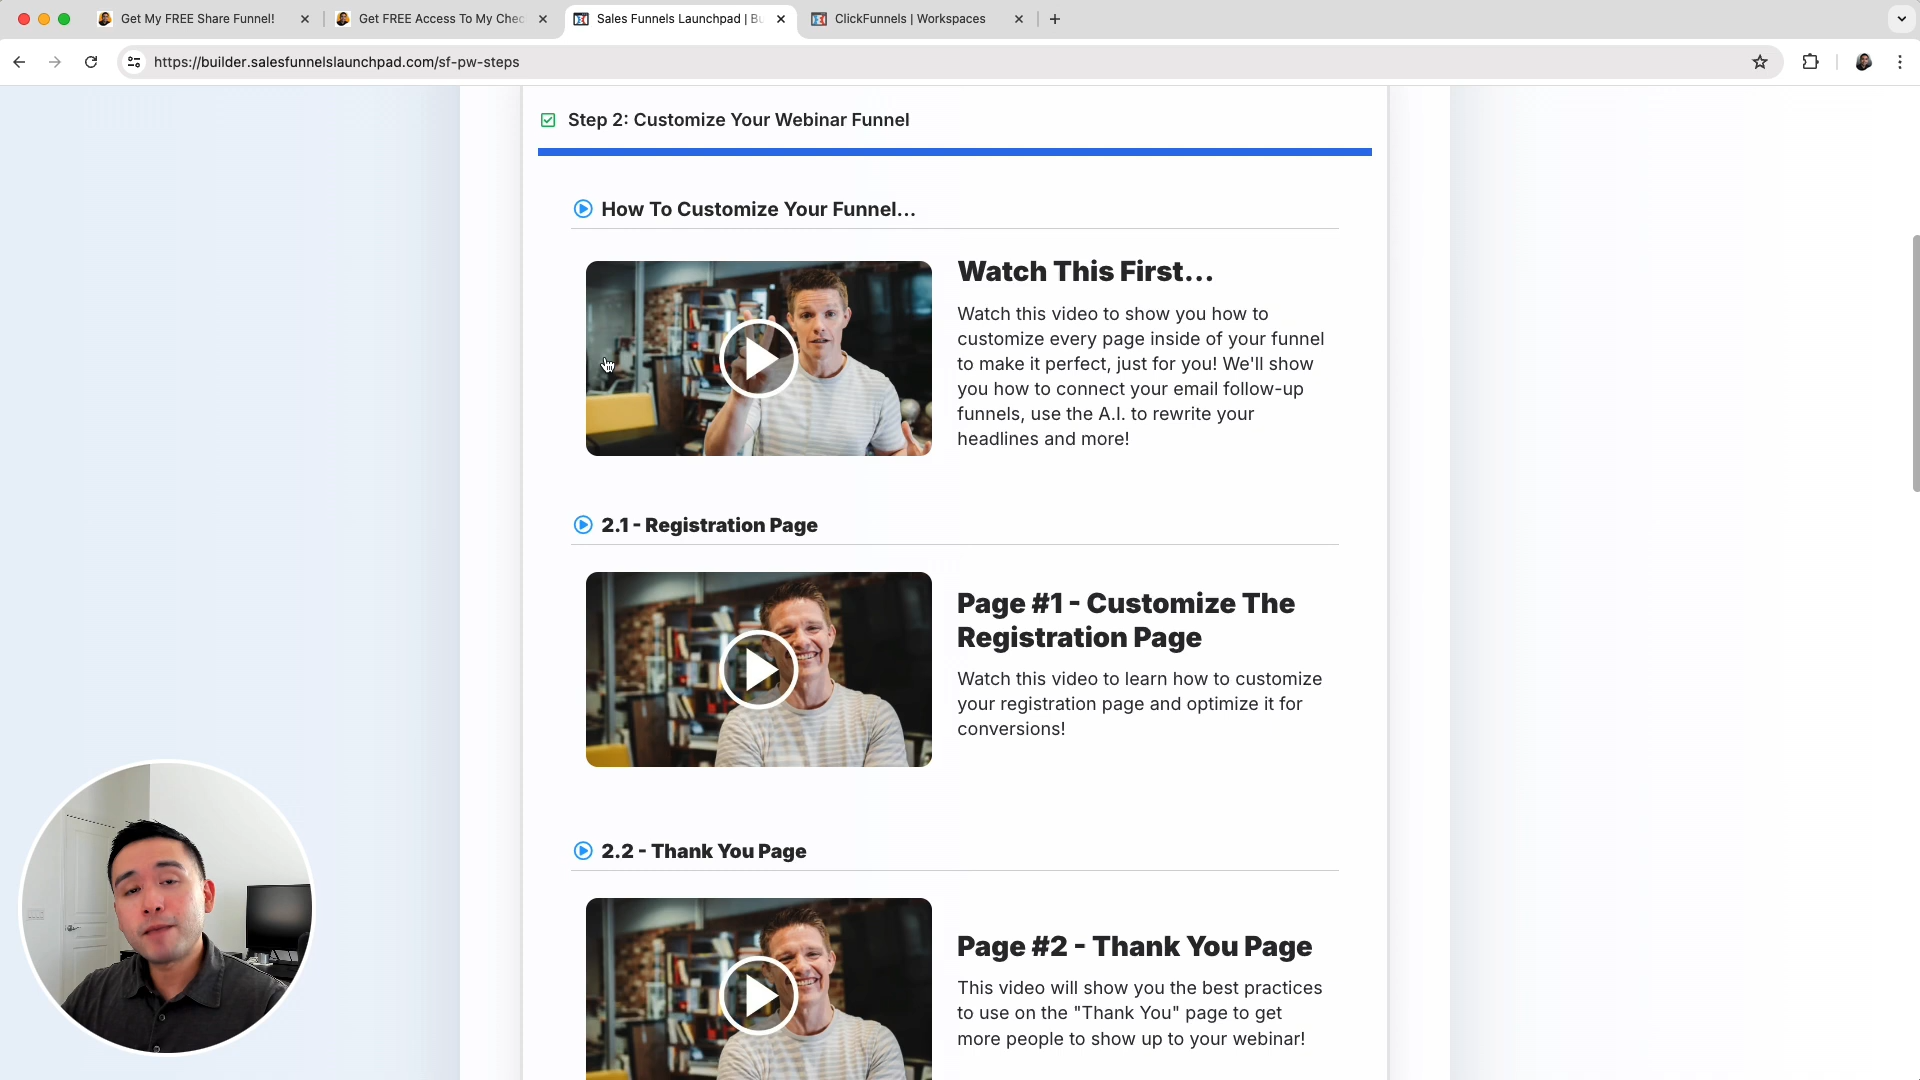 Get My FREE Share Funnel!
Get FREE Access To My Chec
Sales Funnels Launchpad | Bu
ClickFunnels | Workspaces
https://builder.salesfunnelslaunchpad.com/sf-pw-steps
Step 2: Customize Your Webinar Funnel
How To Customize Your Funnel...
Watch This First...
Watch this video to show you how to
customize every page inside of your funnel
to make it perfect, just for you! We'll show
you how to connect your email follow-up
funnels, use the A.I. to rewrite your
headlines and more!
2.1 - Registration Page
Page #1 - Customize The
Registration Page
Watch this video to learn how to customize
your registration page and optimize it for
conversions!
2.2 - Thank You Page
Page #2 - Thank You Page
This video will show you the best practices
to use on the "Thank You" page to get
more people to show up to your webinar!